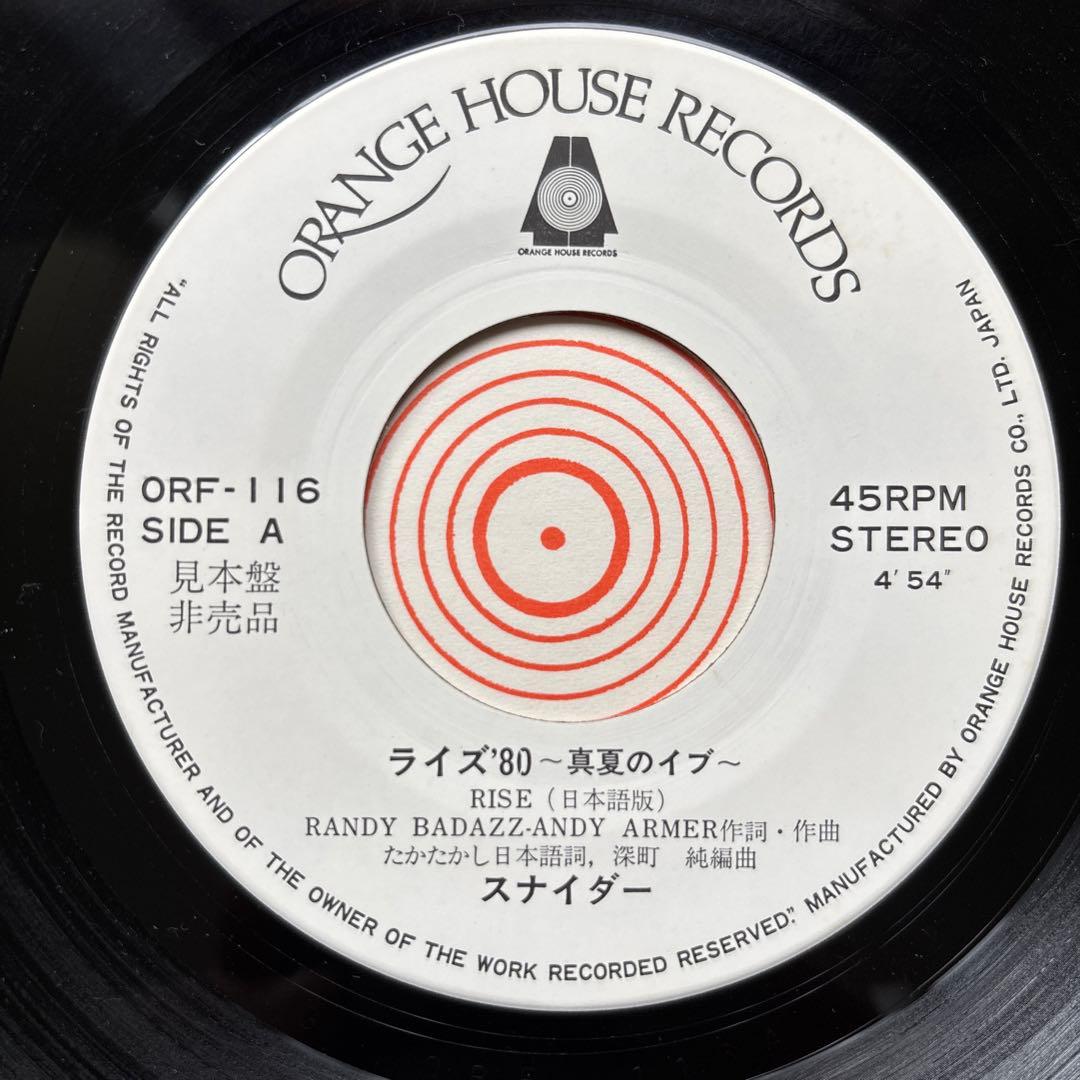 ORANGE HOUSE RECORDS
ORANGE HOUSE RECORDS
ORF-116
SIDE A
見本盤
非売品
45RPM
STEREO
4' 54"
ライズ'80～真夏のイブ～
RISE（日本語版）
RANDY BADAZZ-ANDY ARMER作詞・作曲
たかたかし日本語詞，深町 純編曲
スナイダー
"ALL RIGHTS OF THE RECORD MANUFACTURER AND OF THE OWNER OF THE WORK RECORDED RESERVED." MANUFACTURED BY ORANGE HOUSE RECORDS CO., LTD. JAPAN